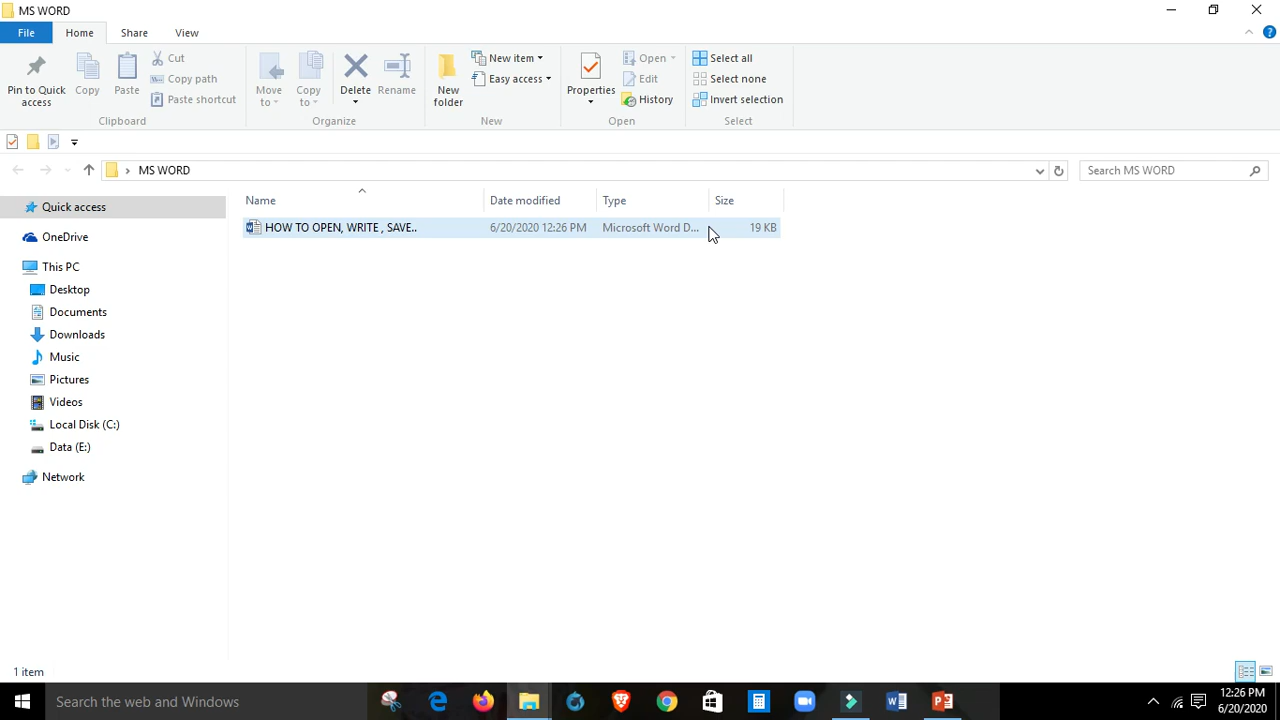 MS WORD
File Home Share View
Pin to Quick access
Copy
Paste
Cut
Copy path
Paste shortcut
Clipboard
Move to
Copy to
Delete
Rename
Organize
New folder
New item
Easy access
New
Properties
Open
Edit
History
Open
Select all
Select none
Invert selection
Select
MS WORD
Search MS WORD
Name Date modified Type Size
HOW TO OPEN, WRITE , SAVE.. 6/20/2020 12:26 PM Microsoft Word D... 19 KB
Quick access
OneDrive
This PC
Desktop
Documents
Downloads
Music
Pictures
Videos
Local Disk (C:)
Data (E:)
Network
1 item
Search the web and Windows
12:26 PM
6/20/2020